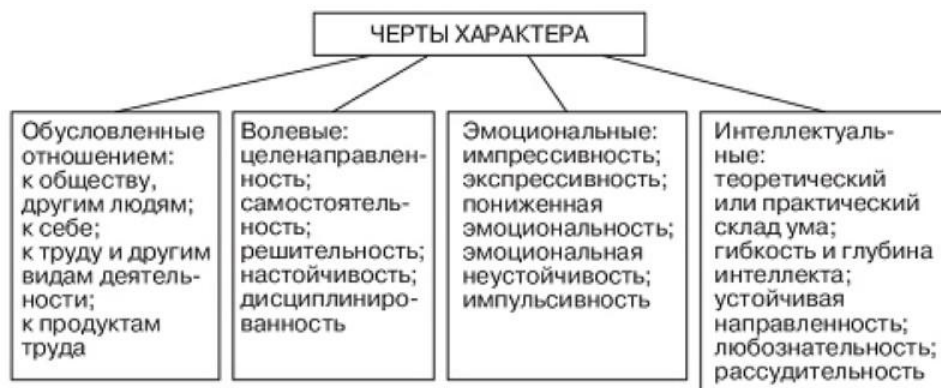 ЧЕРТЫ ХАРАКТЕРА
Обусловленные
отношением:
к обществу,
другим людям;
к себе;
к труду и другим
видам деятель-
ности;
к продуктам
труда
Волевые:
целенаправлен-
ность;
самостоятель-
ность;
решительность;
настойчивость;
дисциплиниро-
ванность
Эмоциональные:
импрессивность;
экспрессивность;
пониженная
эмоциональность;
эмоциональная
неустойчивость;
импульсивность
Интеллектуаль-
ные:
теоретический
или практический
склад ума;
гибкость и глубина
интеллекта;
устойчивая
направленность;
любознательность;
рассудительность